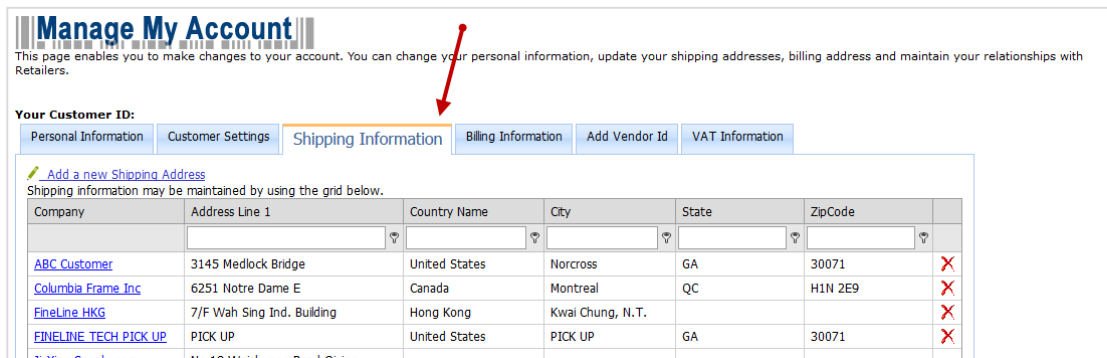 Manage My Account
This page enables you to make changes to your account. You can change your personal information, update your shipping addresses, billing address and maintain your relationships with
Retailers.
Your Customer ID:
Personal Information Customer Settings Shipping Information Billing Information Add Vendor Id VAT Information
Add a new Shipping Address
Shipping information may be maintained by using the grid below.
Company Address Line 1 Country Name City State ZipCode
ABC Customer 3145 Medlock Bridge United States Norcross GA 30071
Columbia Frame Inc 6251 Notre Dame E Canada Montreal QC H1N 2E9
FineLine HKG 7/F Wah Sing Ind. Building Hong Kong Kwai Chung, N.T.
FINELINE TECH PICK UP PICK UP United States PICK UP GA 30071